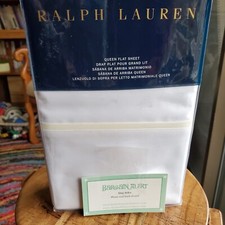 RALPH LAUREN
QUEEN FLAT SHEET
DRAP PLAT POUR GRAND LIT
SÁBANA DE ARRIBA MATRIMONIO
SÁBANA DE ARRIBA QUEEN
LENZUOLO DI SOPRA PER LETTO MATRIMONIALE QUEEN